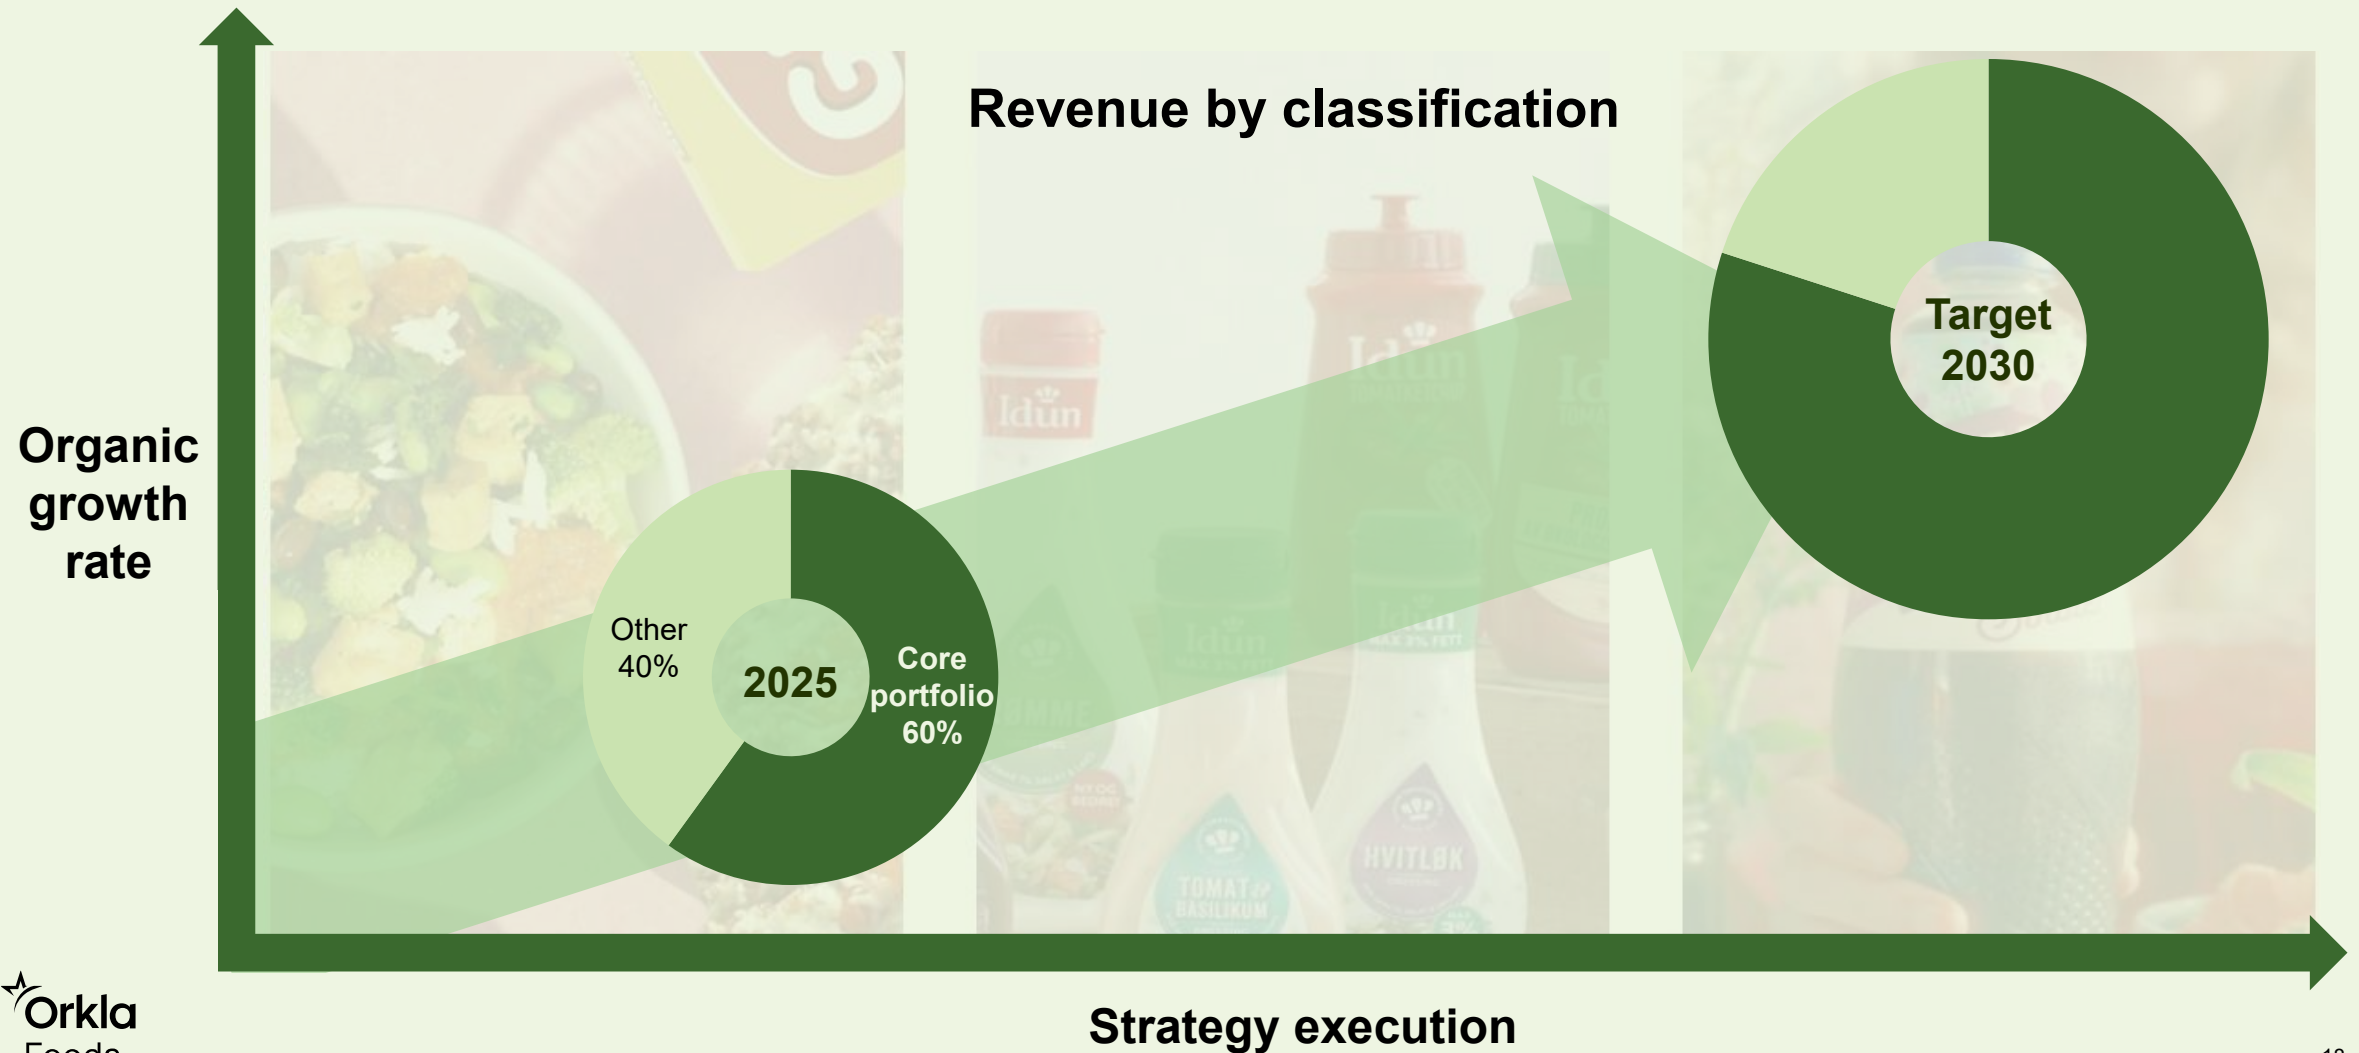 Revenue by classification
Target
2030
Organic
growth
rate
Other
40%
2025
Core
portfolio
60%
Idun
Idun
HVITLØK
TOMAT &
BASILIKUM
Strategy execution
Orkla
Foods